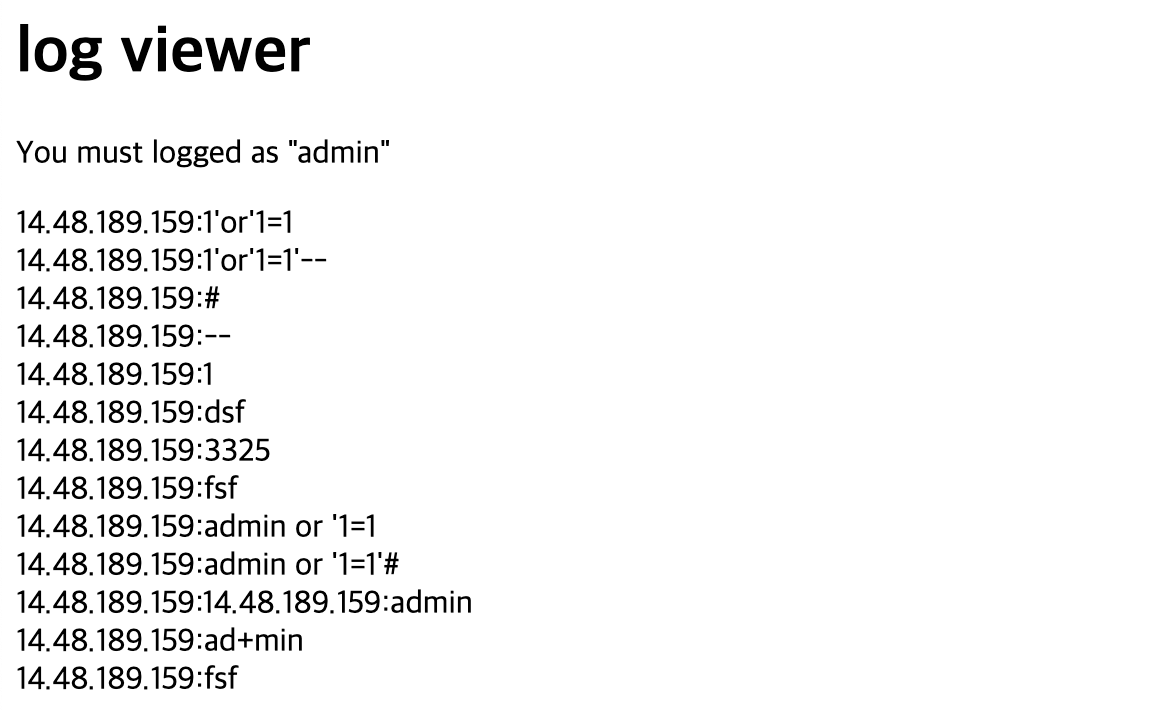 log viewer
You must logged as "admin"
14.48.189.159:1'or'1=1
14.48.189.159:1'or'1=1'--
14.48.189.159:#
14.48.189.159:--
14.48.189.159:1
14.48.189.159:dsf
14.48.189.159:3325
14.48.189.159:fsf
14.48.189.159:admin or '1=1
14.48.189.159:admin or '1=1'#
14.48.189.159:14.48.189.159:admin
14.48.189.159:ad+min
14.48.189.159:fsf